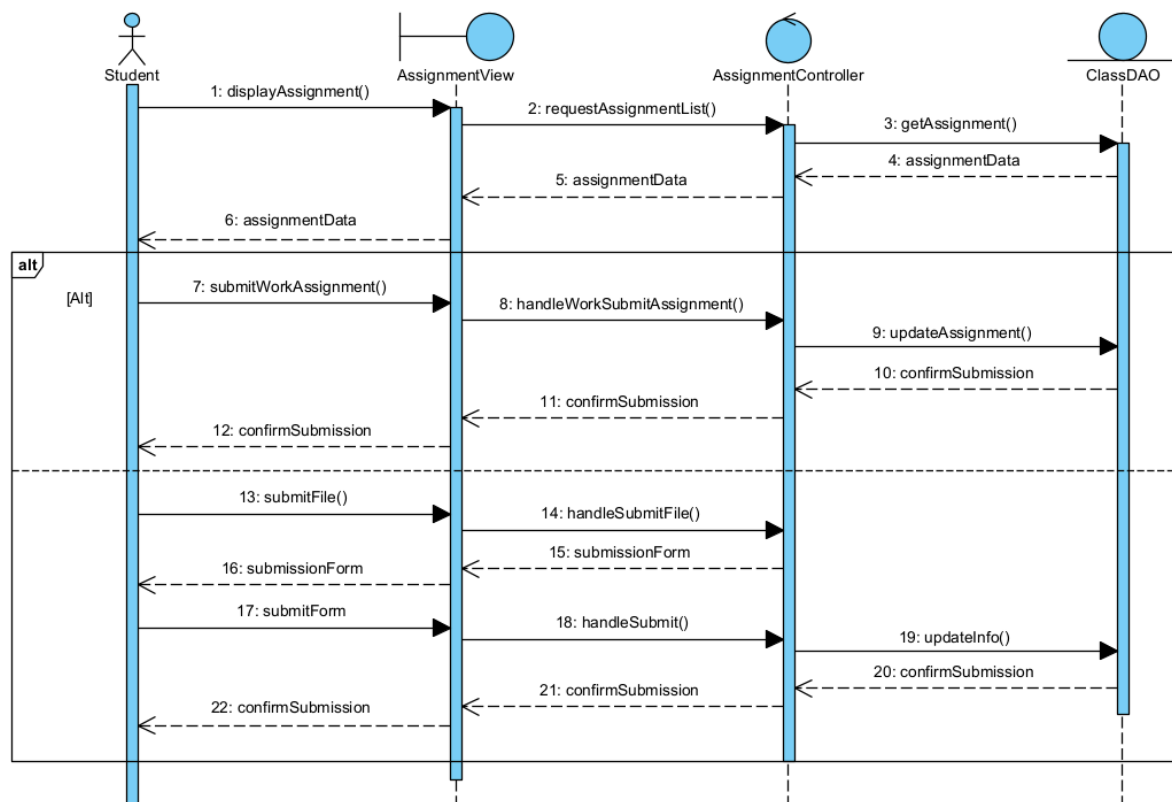 Student
AssignmentView
AssignmentController
ClassDAO
1: displayAssignment()
2: requestAssignmentList()
3: getAssignment()
4: assignmentData
5: assignmentData
6: assignmentData
alt
[Alt]
7: submitWorkAssignment()
8: handleWorkSubmitAssignment()
9: updateAssignment()
10: confirmSubmission
11: confirmSubmission
12: confirmSubmission
13: submitFile()
14: handleSubmitFile()
15: submissionForm
16: submissionForm
17: submitForm
18: handleSubmit()
19: updateInfo()
20: confirmSubmission
21: confirmSubmission
22: confirmSubmission